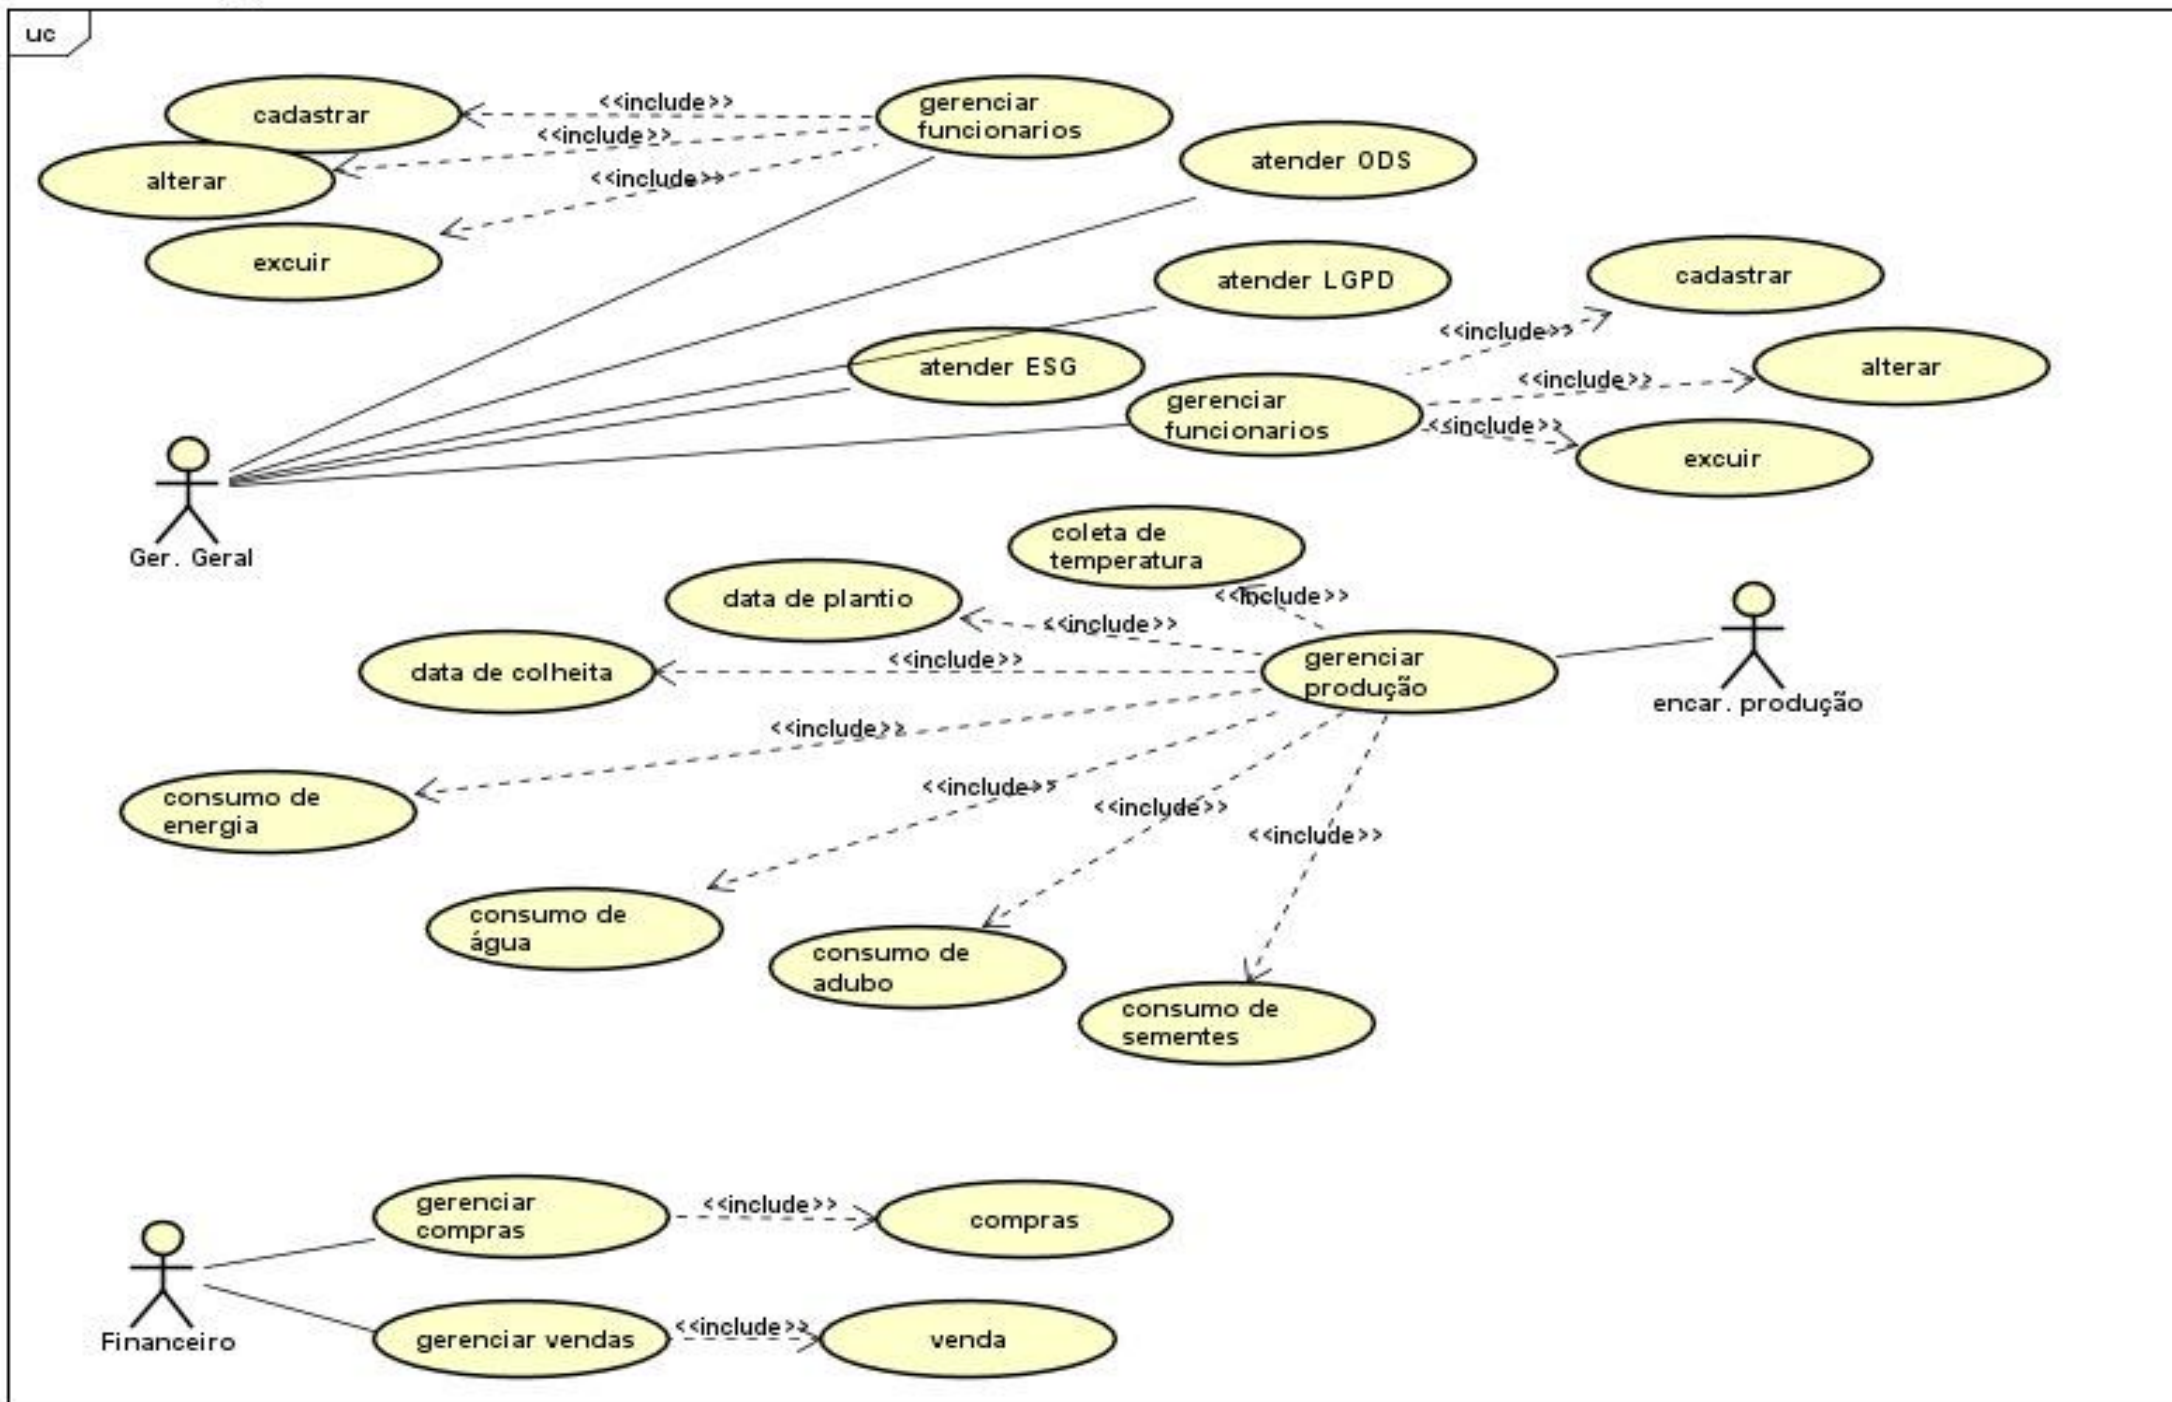 uc
cadastrar
<<include>>
gerenciar
funcionarios
<<include>>
alterar
<<include>>
atender ODS
excuir
atender LGPD
cadastrar
<<include>>
atender ESG
<<include>>
alterar
gerenciar
funcionarios
<<include>>
excuir
Ger. Geral
coleta de
temperatura
<<include>>
data de plantio
<<include>>
data de colheita
<<include>>
gerenciar
produção
encar. produção
<<include>>
consumo de
energia
<<include>>
<<include>>
<<include>>
consumo de
água
consumo de
adubo
consumo de
sementes
gerenciar
compras
<<include>>
compras
Financeiro
gerenciar vendas
<<include>>
venda